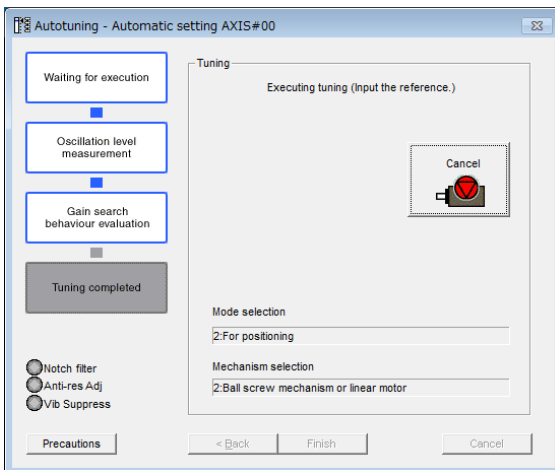 Autotuning - Automatic setting AXIS#00
Waiting for execution
Oscillation level
measurement
Gain search
behaviour evaluation
Tuning completed
Notch filter
Anti-res Adj
Vib Suppress
Precautions
Tuning
Executing tuning (Input the reference.)
Cancel
Mode selection
2:For positioning
Mechanism selection
2:Ball screw mechanism or linear motor
< Back
Finish
Cancel